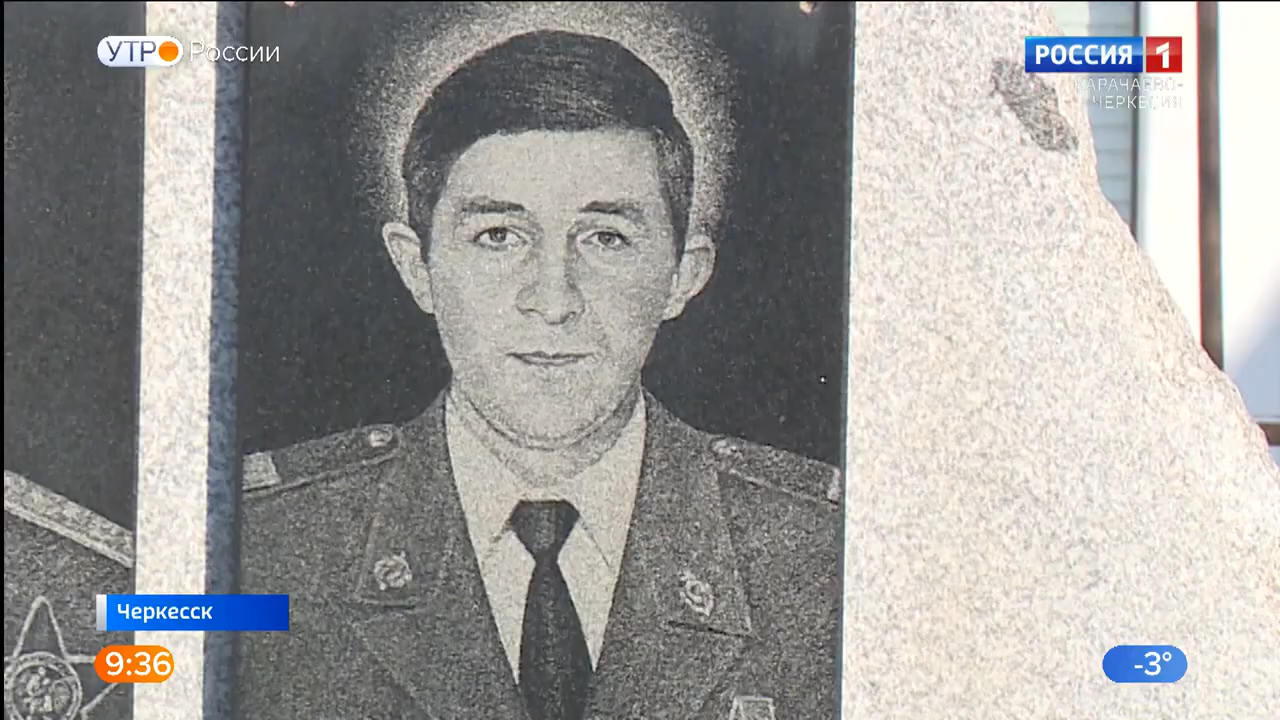 УТРО России
РОССИЯ 1
КАРАЧАЕВО-
ЧЕРКЕСИЯ
Черкесск
9:36
-3°